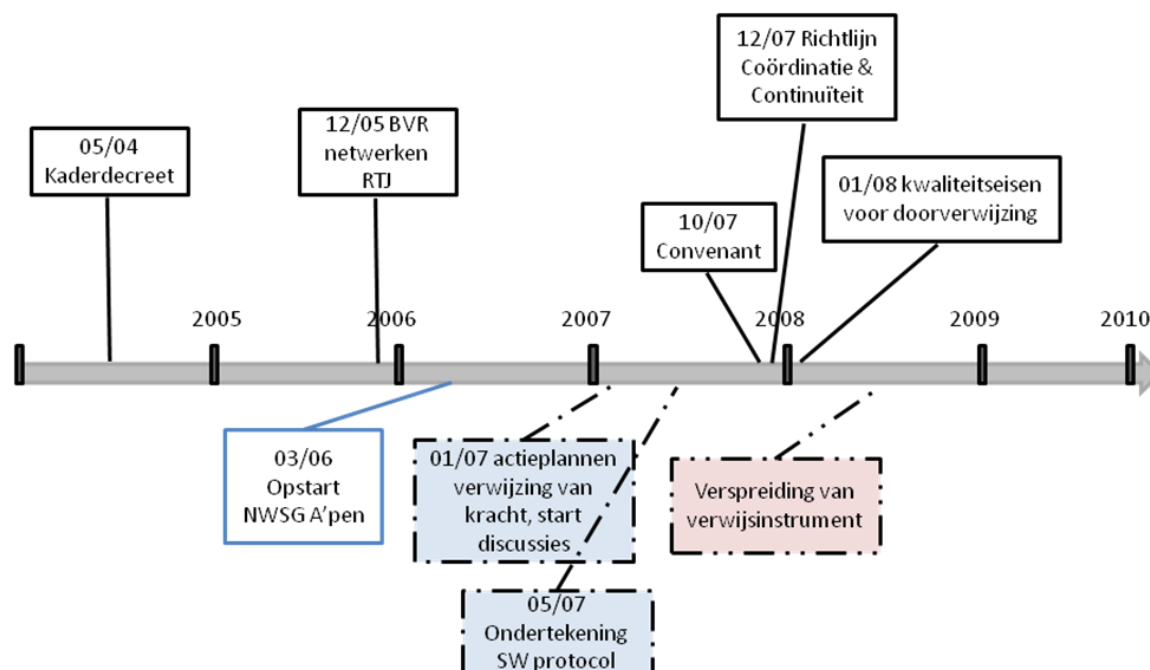 12/07 Richtlijn
Coördinatie &
Continuïteit
05/04
Kaderdecreet
12/05 BVR
netwerken
RTJ
01/08 kwaliteitseisen
voor doorverwijzing
10/07
Convenant
2005
2006
2007
2008
2009
2010
03/06
Opstart
NWSG A'pen
01/07 actieplannen
verwijzing van
kracht, start
discussies
Verspreiding van
verwijsinstrument
05/07
Ondertekening
SW protocol